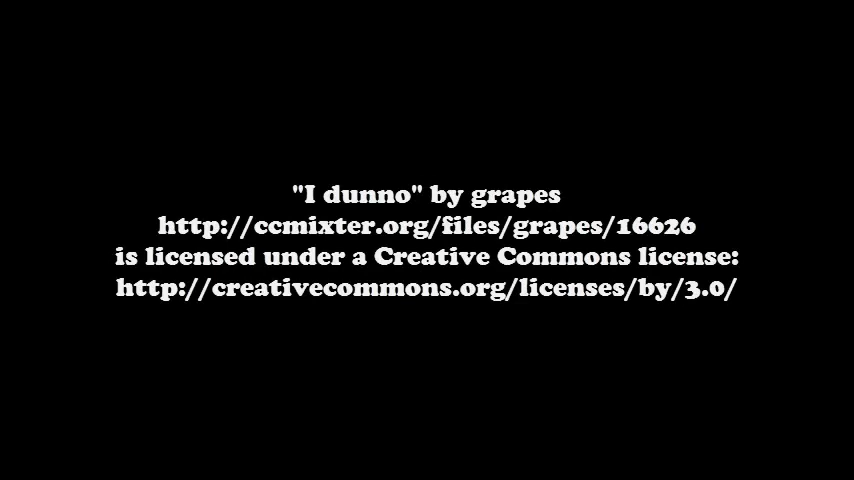 "I dunno" by grapes
http://ccmixter.org/files/grapes/16626
is licensed under a Creative Commons license:
http://creativecommons.org/licenses/by/3.0/